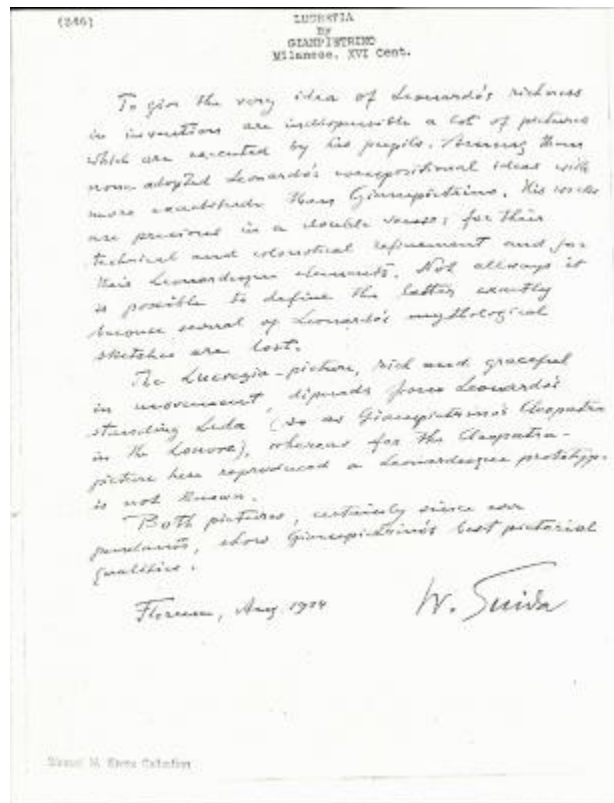 (246)
LUCRETIA
By
GIANPIETRINO
Milanese, XVI Cent.
To give the very idea of Leonardo's richness
in inventions are indispensible a lot of pictures
which are executed by his pupils. Among them
none adopted Leonardo's compositional ideas with
more exactitude than Giampietrino. His works
are precious in a double sense: for their
technical and coloristical refinement and for
their Leonardesque elements. Not allways it
is possible to define the latter exactly
because several of Leonardo's mythological
sketches are lost.
The Lucrezia-picture, rich and graceful
in movement, dipends from Leonardo's
standing Leda (so as Giampietrino's Cleopatra
in the Louvre), whereas for the Cleopatra-
picture here reproduced a Leonardesque prototype
is not known.
Both pictures, certainly since ever
pendants, show Giampietrino's best pictorial
qualities.
Florence, Aug.
W. Suida
Samuel H. Kress Collection